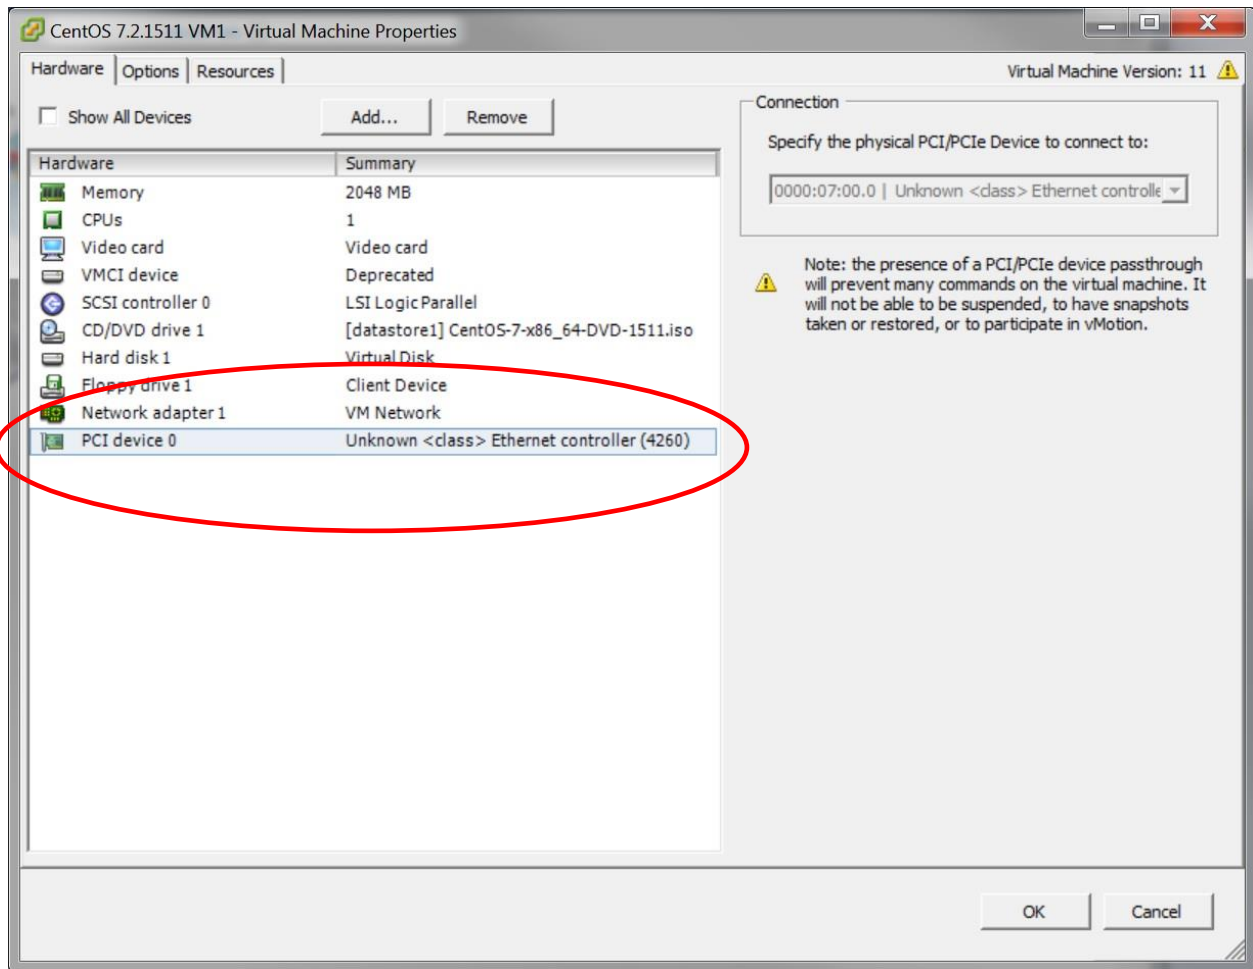 CentOS 7.2.1511 VM1 - Virtual Machine Properties
Hardware Options Resources
Virtual Machine Version: 11
Show All Devices
Add...
Remove
Hardware Summary
Memory 2048 MB
CPUs 1
Video card Video card
VMCI device Deprecated
SCSI controller 0 LSI Logic Parallel
CD/DVD drive 1 [datastore1] CentOS-7-x86_64-DVD-1511.iso
Hard disk 1 Virtual Disk
Floppy drive 1 Client Device
Network adapter 1 VM Network
PCI device 0 Unknown <class> Ethernet controller (4260)
Connection
Specify the physical PCI/PCIe Device to connect to:
0000:07:00.0 | Unknown <class> Ethernet controlle
Note: the presence of a PCI/PCIe device passthrough
will prevent many commands on the virtual machine. It
will not be able to be suspended, to have snapshots
taken or restored, or to participate in vMotion.
OK
Cancel